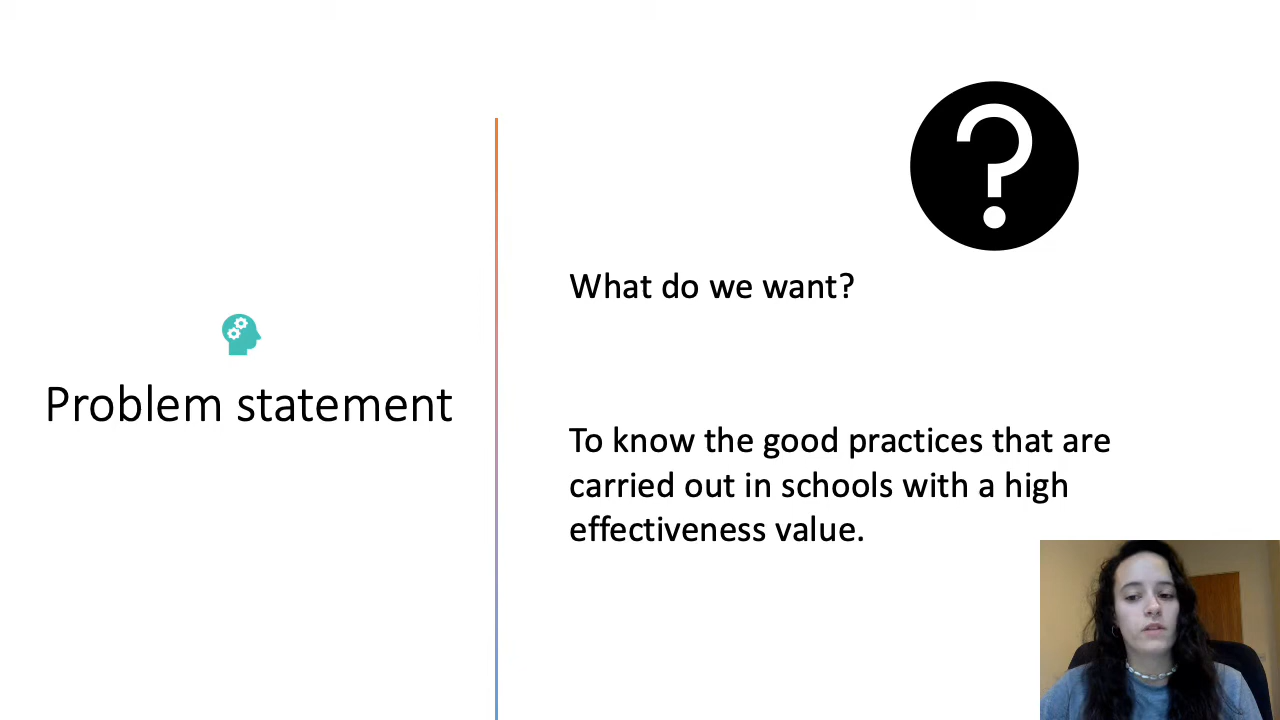 Problem statement
What do we want?
To know the good practices that are
carried out in schools with a high
effectiveness value.